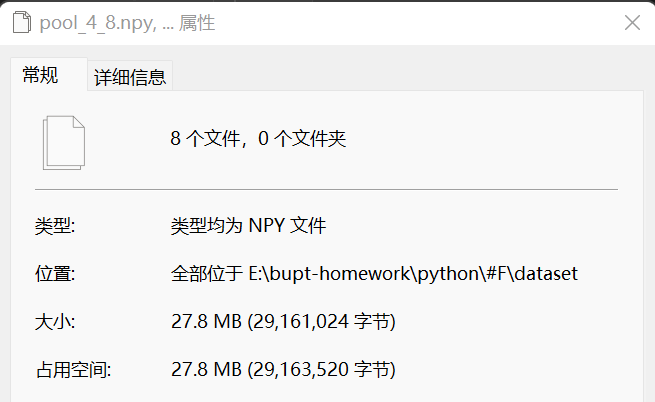 pool_4_8.npy, ... 属性
常规 详细信息
8 个文件，0 个文件夹
类型: 类型均为 NPY 文件
位置: 全部位于 E:\bupt-homework\python\#F\dataset
大小: 27.8 MB (29,161,024 字节)
占用空间: 27.8 MB (29,163,520 字节)